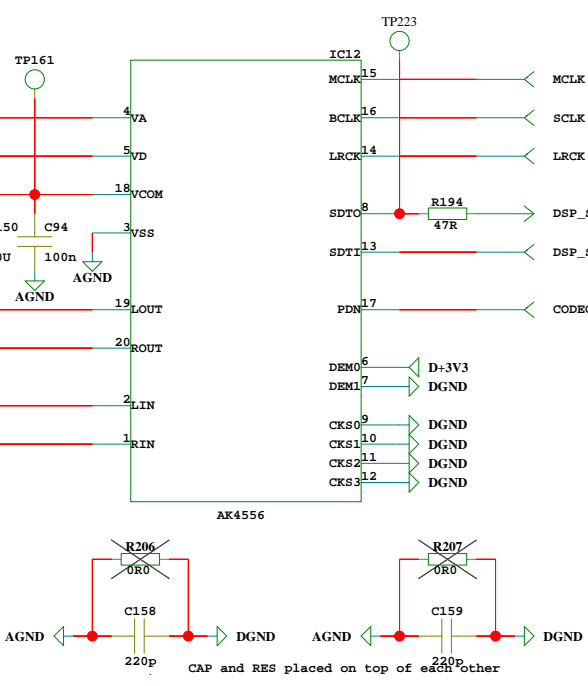 TP223
IC12
TP161
MCLK 15 MCLK
4 VA
BCLK 16 SCLK
5 VD
LRCK 14 LRCK
18 VCOM
SDTO 8 R194 47R DSP_S
C94 100n
3 VSS
SDTI 13 DSP_S
AGND
AGND
19 LOUT
PDN 17 CODEC
20 ROUT
DEM0 6 D+3V3
DEM1 7 DGND
2 LIN
CKS0 9 DGND
1 RIN
CKS1 10 DGND
CKS2 11 DGND
CKS3 12 DGND
AK4556
R206 0R0
R207 0R0
C158
C159
AGND DGND
AGND DGND
220p
220p
CAP and RES placed on top of each other